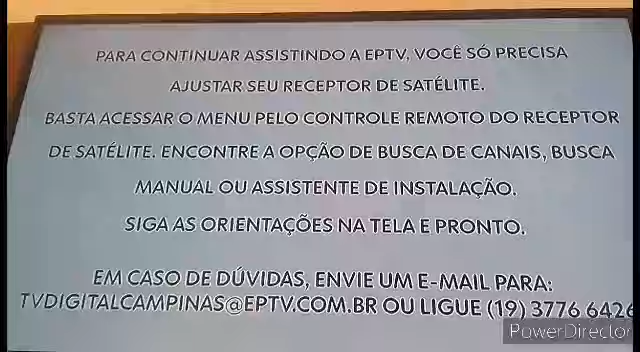 PARA CONTINUAR ASSISTINDO A EPTV, VOCÊ SÓ PRECISA
AJUSTAR SEU RECEPTOR DE SATÉLITE.
BASTA ACESSAR O MENU PELO CONTROLE REMOTO DO RECEPTOR
DE SATÉLITE. ENCONTRE A OPÇÃO DE BUSCA DE CANAIS, BUSCA
MANUAL OU ASSISTENTE DE INSTALAÇÃO.
SIGA AS ORIENTAÇÕES NA TELA E PRONTO.
EM CASO DE DÚVIDAS, ENVIE UM E-MAIL PARA:
TVDIGITALCAMPINAS@EPTV.COM.BR OU LIGUE (19) 3776 6426
PowerDirector